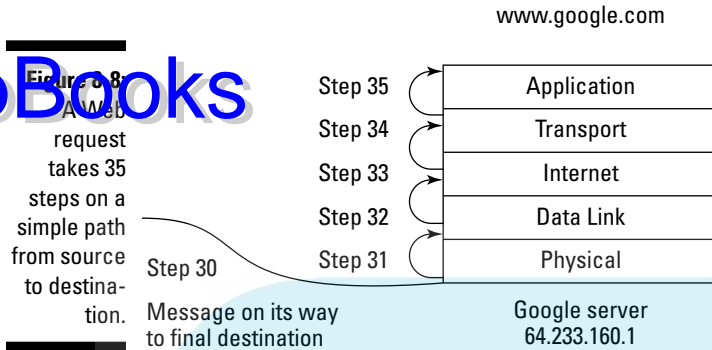 www.google.com
Figure 8-8:
A Web
request
takes 35
steps on a
simple path
from source
to destina-
tion.
Books
Step 35
Application
Step 34
Transport
Step 33
Internet
Step 32
Data Link
Step 31
Physical
Step 30
Message on its way
to final destination
Google server
64.233.160.1